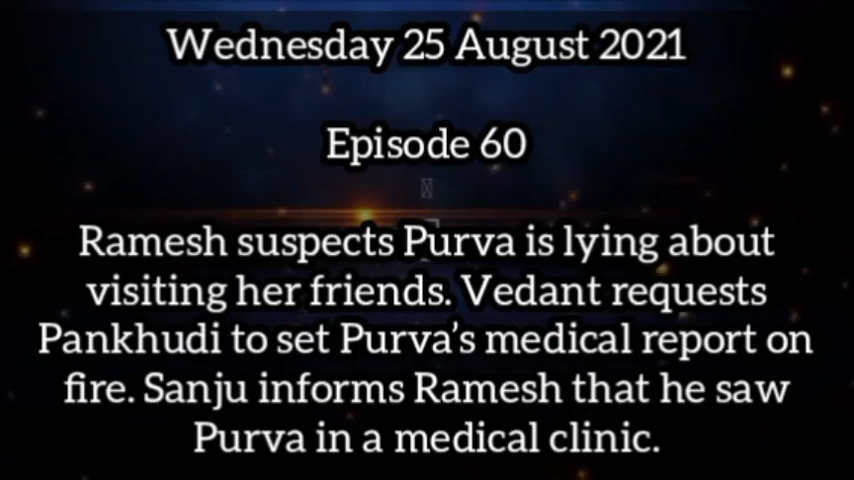 Wednesday 25 August 2021
Episode 60
Ramesh suspects Purva is lying about
visiting her friends. Vedant requests
Pankhudi to set Purva’s medical report on
fire. Sanju informs Ramesh that he saw
Purva in a medical clinic.